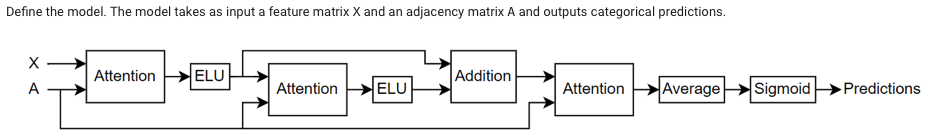 Define the model. The model takes as input a feature matrix X and an adjacency matrix A and outputs categorical predictions.
X
A
Attention
ELU
Attention
ELU
Addition
Attention
Average
Sigmoid
Predictions